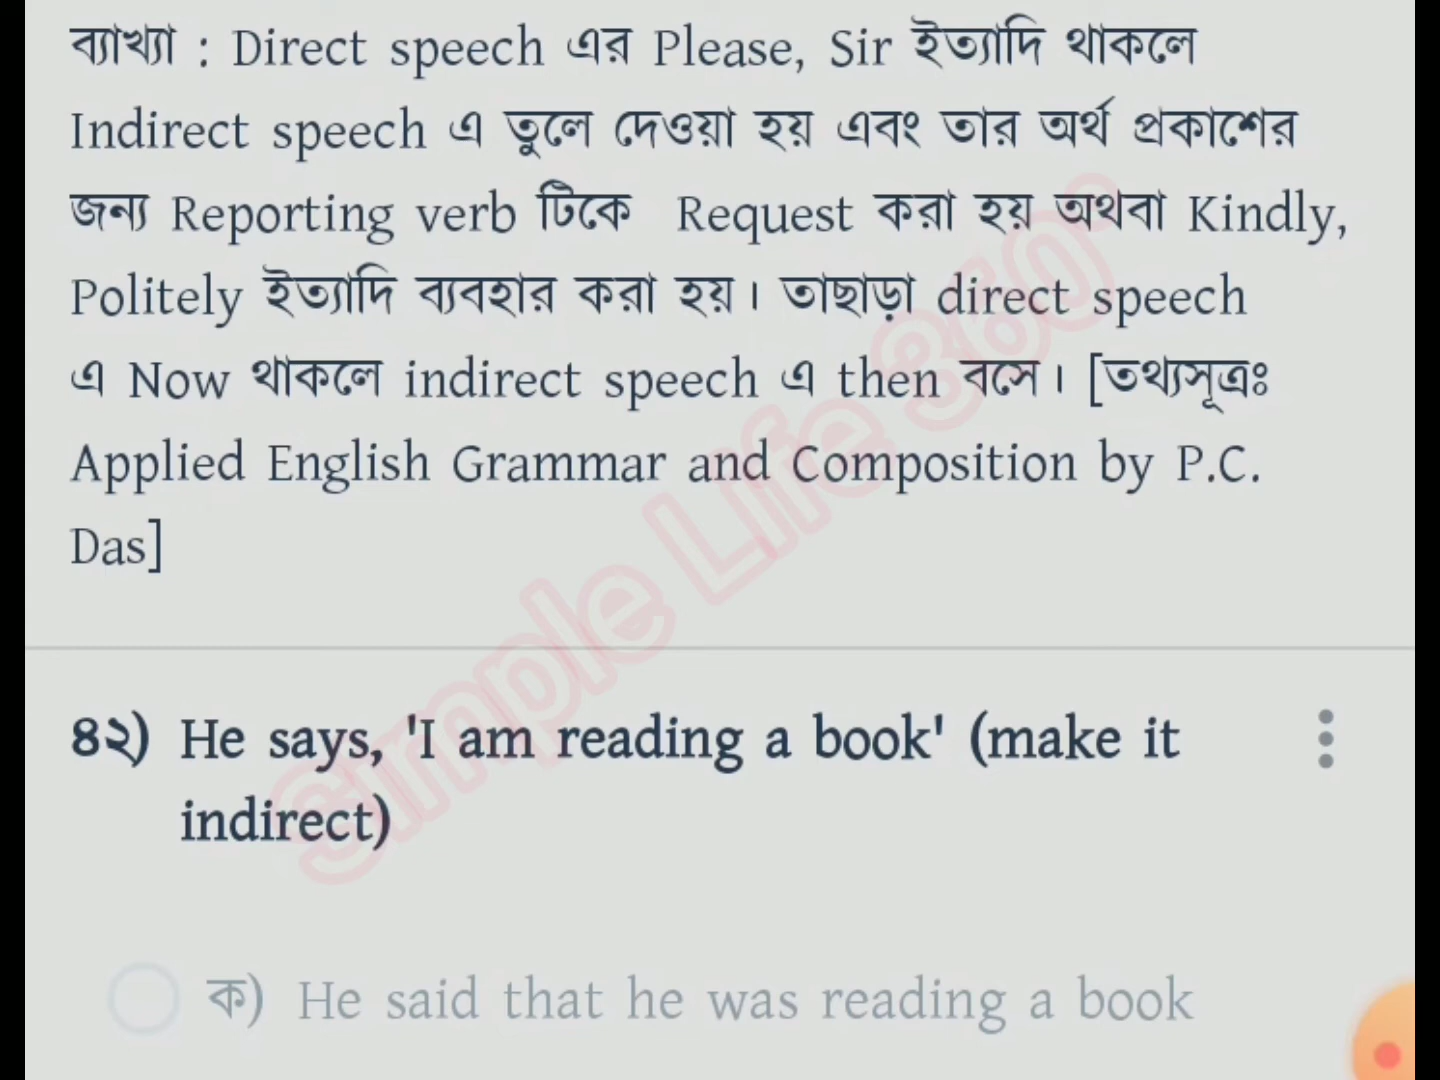 ব্যাখ্যা : Direct speech এর Please, Sir ইত্যাদি থাকলে
Indirect speech এ তুলে দেওয়া হয় এবং তার অর্থ প্রকাশের
জন্য Reporting verb টিকে Request করা হয় অথবা Kindly,
Politely ইত্যাদি ব্যবহার করা হয়। তাছাড়া direct speech
এ Now থাকলে indirect speech এ then বসে। [তথ্যসূত্রঃ
Applied English Grammar and Composition by P.C.
Das]
Simple Life 360°
৪২) He says, 'I am reading a book' (make it
indirect)
ক) He said that he was reading a book